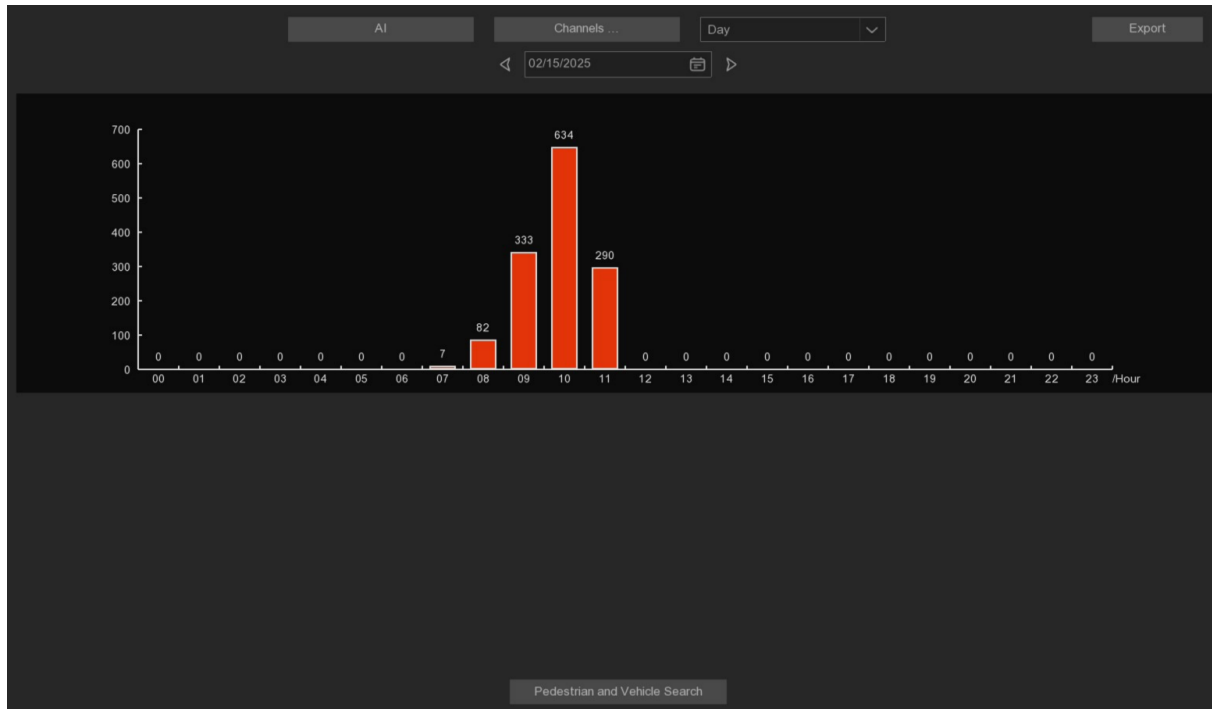 AI Channels ... Day Export
02/15/2025
700 634
600
500
400
333
300 290
200
100 82
0 0 0 0 0 0 0 7 0 0 0 0 0 0 0 0 0 0 0 0
0
00 01 02 03 04 05 06 07 08 09 10 11 12 13 14 15 16 17 18 19 20 21 22 23 /Hour
Pedestrian and Vehicle Search